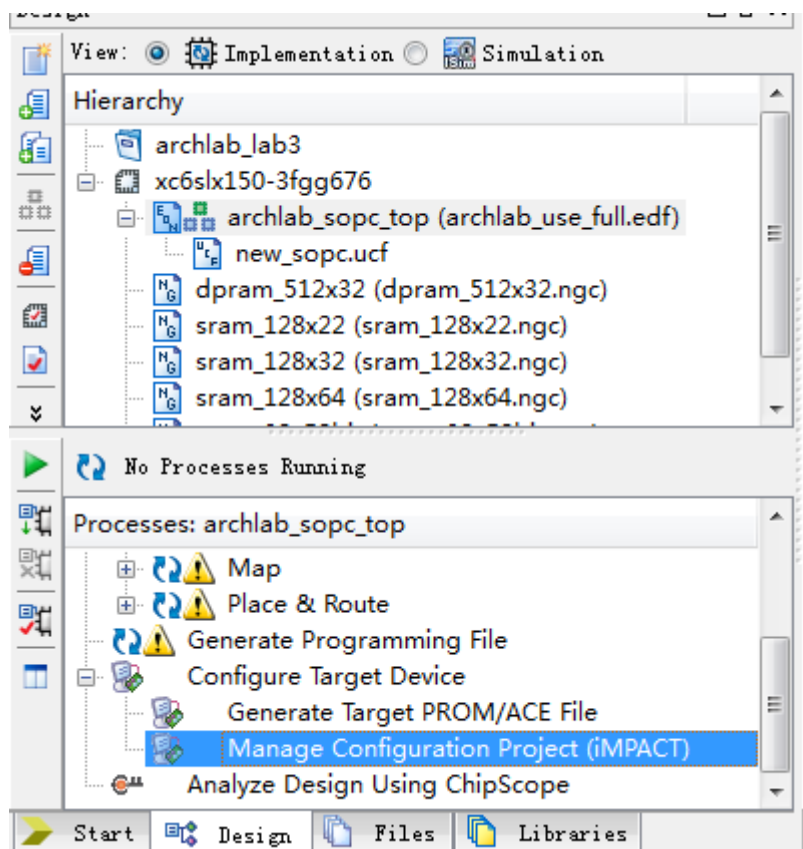 View: Implementation Simulation
Hierarchy
archlab_lab3
xc6slx150-3fgg676
archlab_sopc_top (archlab_use_full.edf)
new_sopc.ucf
dpram_512x32 (dpram_512x32.ngc)
sram_128x22 (sram_128x22.ngc)
sram_128x32 (sram_128x32.ngc)
sram_128x64 (sram_128x64.ngc)
No Processes Running
Processes: archlab_sopc_top
Map
Place & Route
Generate Programming File
Configure Target Device
Generate Target PROM/ACE File
Manage Configuration Project (iMPACT)
Analyze Design Using ChipScope
Start Design Files Libraries